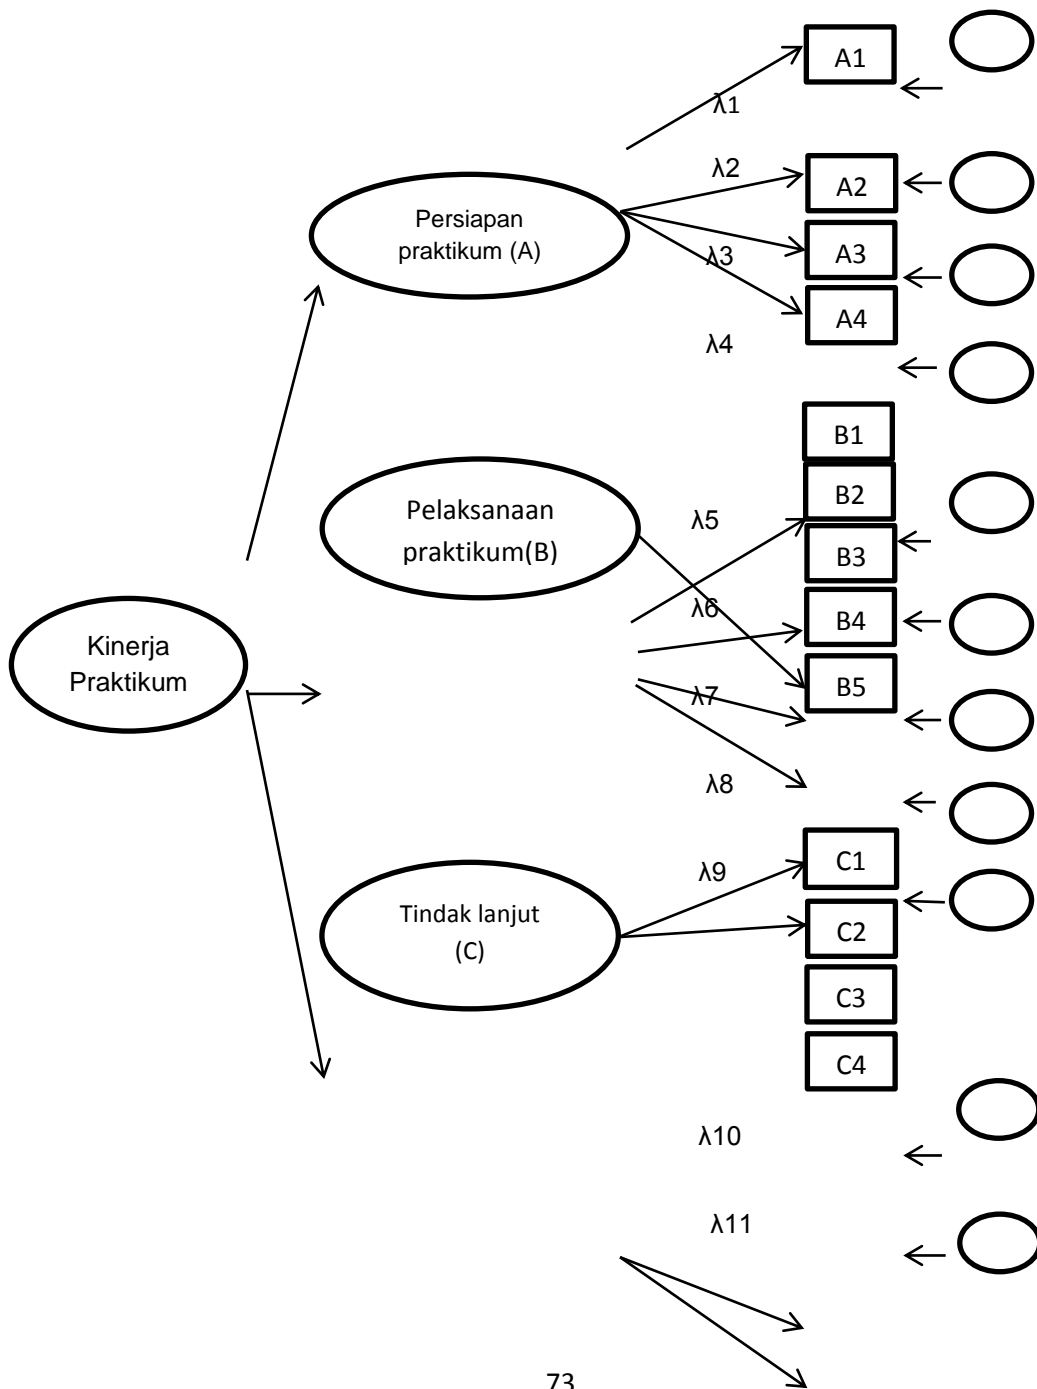 A1
λ1
λ2
A2
Persiapan
praktikum (A)
A3
λ3
A4
λ4
B1
B2
Pelaksanaan
praktikum(B)
λ5
B3
λ6
B4
Kinerja
Praktikum
B5
λ7
λ8
C1
λ9
Tindak lanjut
(C)
C2
C3
C4
λ10
λ11
73